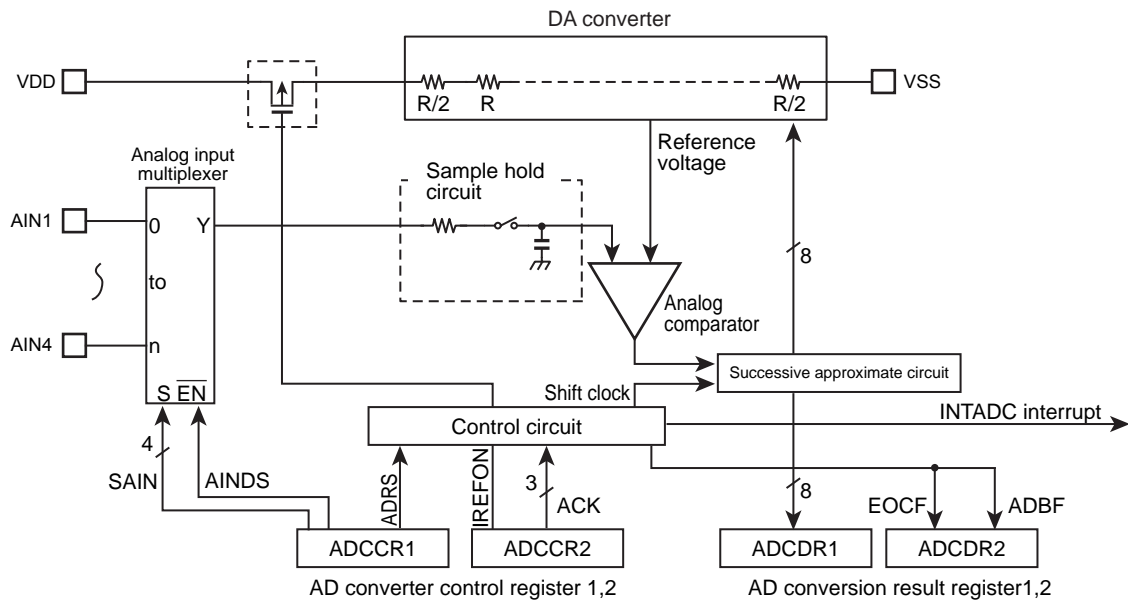 DA converter
VDD
R/2
R
R/2
VSS
Reference
voltage
Analog input
multiplexer
Sample hold
circuit
AIN1
0
Y
to
8
Analog
comparator
AIN4
n
S EN
Successive approximate circuit
Shift clock
INTADC interrupt
Control circuit
4
SAIN
AINDS
ADRS
IREFON
3
ACK
8
EOCF
ADBF
ADCCR1
ADCCR2
ADCDR1
ADCDR2
AD converter control register 1,2
AD conversion result register1,2